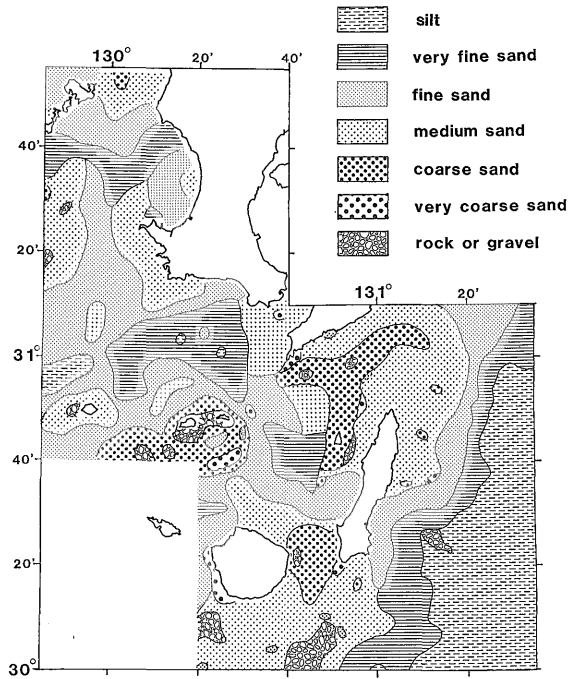 silt
very fine sand
fine sand
medium sand
coarse sand
very coarse sand
rock or gravel
130° 20' 40'
40'
20'
131° 20'
31°
40'
20'
30°